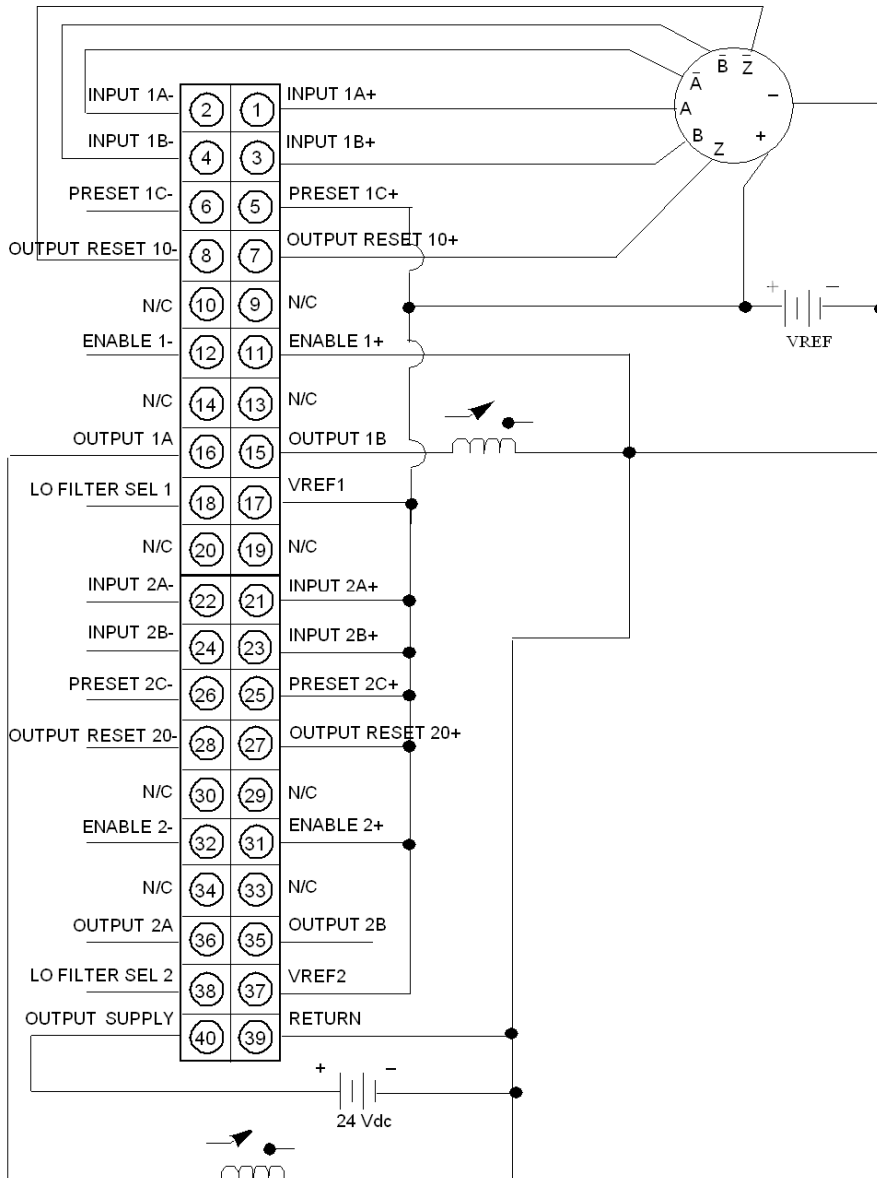 B̅ Z̅
A̅ −
INPUT 1A- 2 1 INPUT 1A+ A
INPUT 1B- 4 3 INPUT 1B+ B Z +
PRESET 1C- 6 5 PRESET 1C+
OUTPUT RESET 10- 8 7 OUTPUT RESET 10+
N/C 10 9 N/C + −
ENABLE 1- 12 11 ENABLE 1+ VREF
N/C 14 13 N/C
OUTPUT 1A 16 15 OUTPUT 1B
LO FILTER SEL 1 18 17 VREF1
N/C 20 19 N/C
INPUT 2A- 22 21 INPUT 2A+
INPUT 2B- 24 23 INPUT 2B+
PRESET 2C- 26 25 PRESET 2C+
OUTPUT RESET 20- 28 27 OUTPUT RESET 20+
N/C 30 29 N/C
ENABLE 2- 32 31 ENABLE 2+
N/C 34 33 N/C
OUTPUT 2A 36 35 OUTPUT 2B
LO FILTER SEL 2 38 37 VREF2
OUTPUT SUPPLY 40 39 RETURN
+ −
24 Vdc